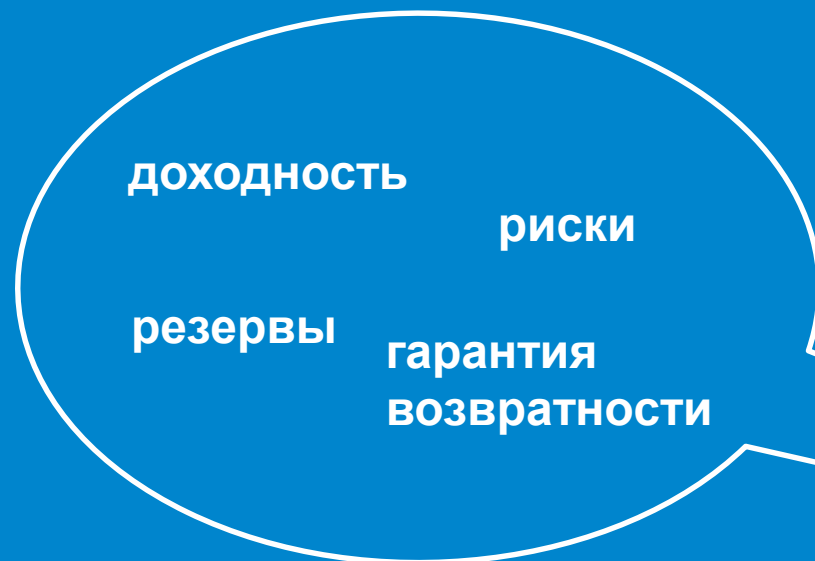 доходность
риски
резервы
гарантия
возвратности